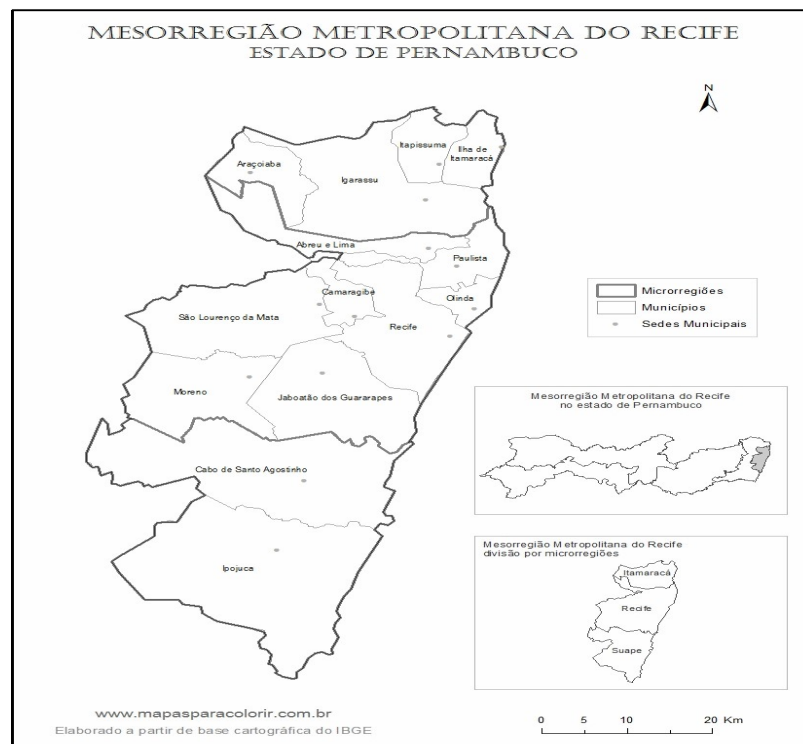 MESORREGIÃO METROPOLITANA DO RECIFE
ESTADO DE PERNAMBUCO
N
Itapissuma
Ilha de
Itamaracá
Araçoiaba
Igarassu
Abreu e Lima
Paulista
Camaragibe
Olinda
São Lourenço da Mata
Recife
Moreno
Jaboatão dos Guararapes
Cabo de Santo Agostinho
Ipojuca
Microrregiões
Municípios
Sedes Municipais
Mesorregião Metropolitana do Recife
no estado de Pernambuco
Mesorregião Metropolitana do Recife
divisão por microrregiões
Itamaracá
Recife
Suape
www.mapasparacolorir.com.br
Elaborado a partir de base cartográfica do IBGE
0 5 10 20 Km